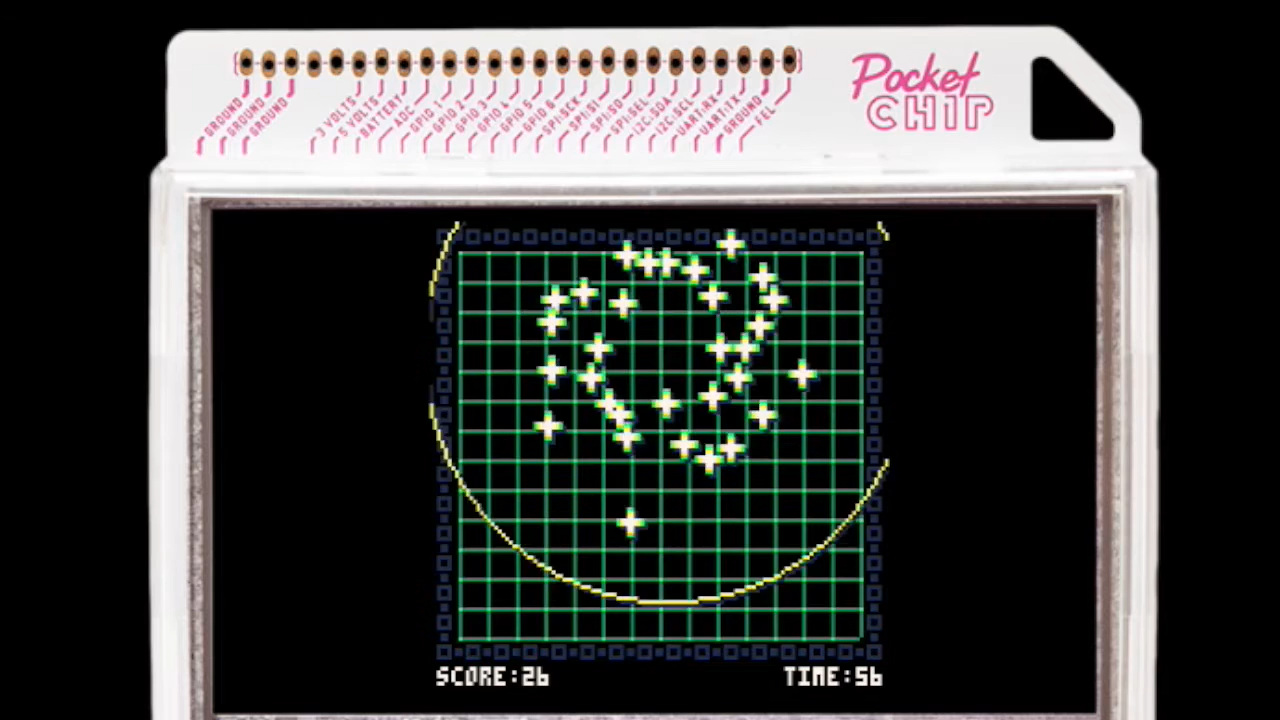 Pocket
CHIP
GROUND
GROUND
GROUND
3 VOLTS
5 VOLTS
BATTERY
ADC
GPIO 1
GPIO 2
GPIO 3
GPIO 4
GPIO 5
GPIO 6
SPI:SCK
SPI:SI
SPI:SO
SPI:SEL
I2C:SDA
I2C:SCL
UART:RX
UART:TX
GROUND
FEL
SCORE:26
TIME:56